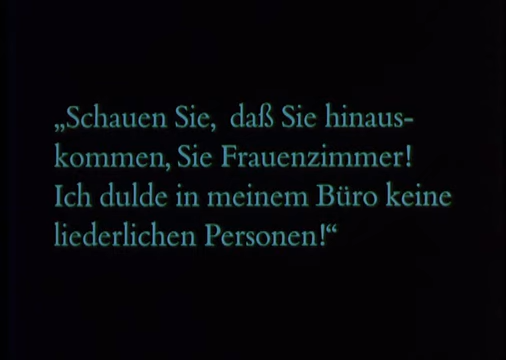 „Schauen Sie, daß Sie hinaus-
kommen, Sie Frauenzimmer!
Ich dulde in meinem Büro keine
liederlichen Personen!“